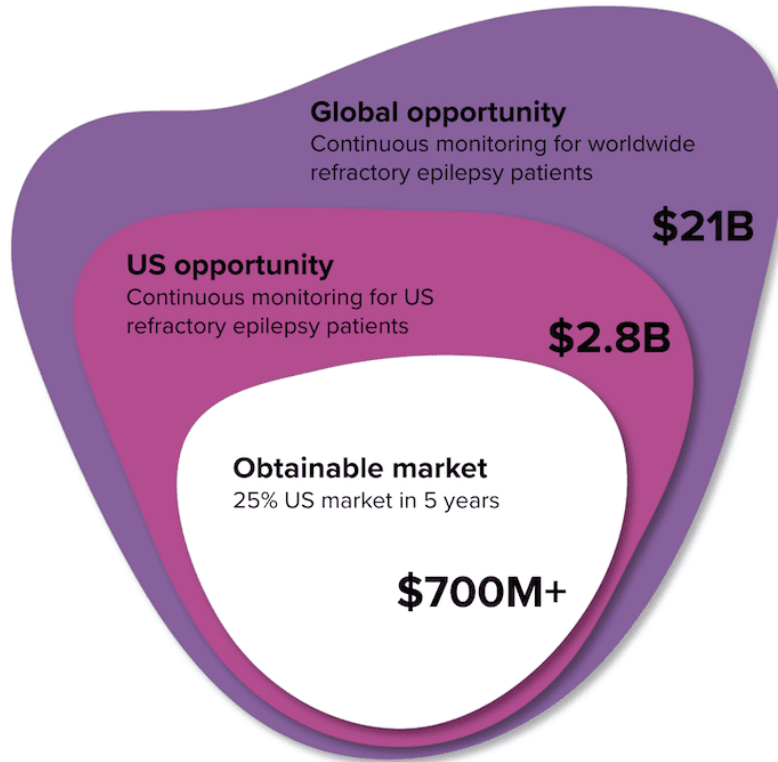 Global opportunity
Continuous monitoring for worldwide
refractory epilepsy patients
$21B
US opportunity
Continuous monitoring for US
refractory epilepsy patients
$2.8B
Obtainable market
25% US market in 5 years
$700M+